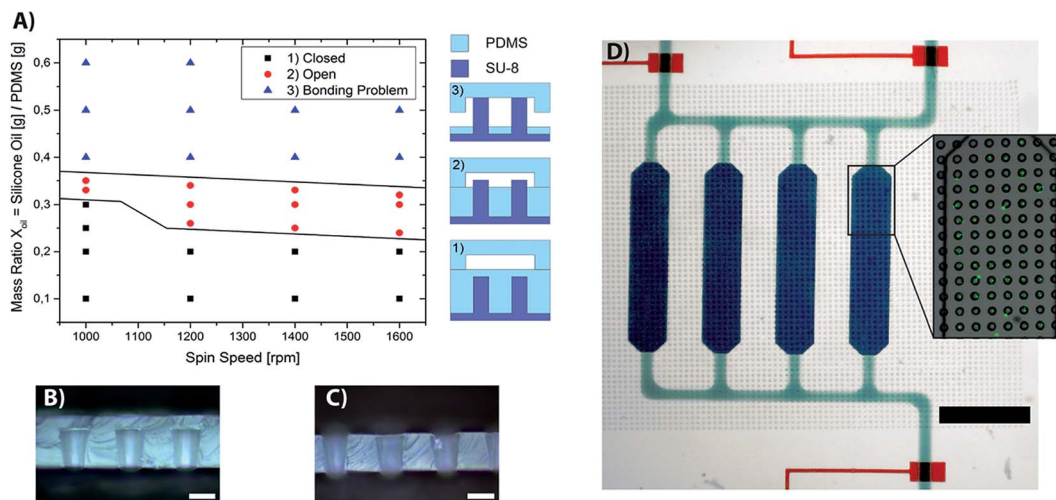 A)
Mass Ratio X_oil = Silicone Oil [g] / PDMS [g]
0,6
0,5
0,4
0,3
0,2
0,1
1000 1100 1200 1300 1400 1500 1600
Spin Speed [rpm]
1) Closed
2) Open
3) Bonding Problem
PDMS
SU-8
3)
2)
1)
B)
C)
D)